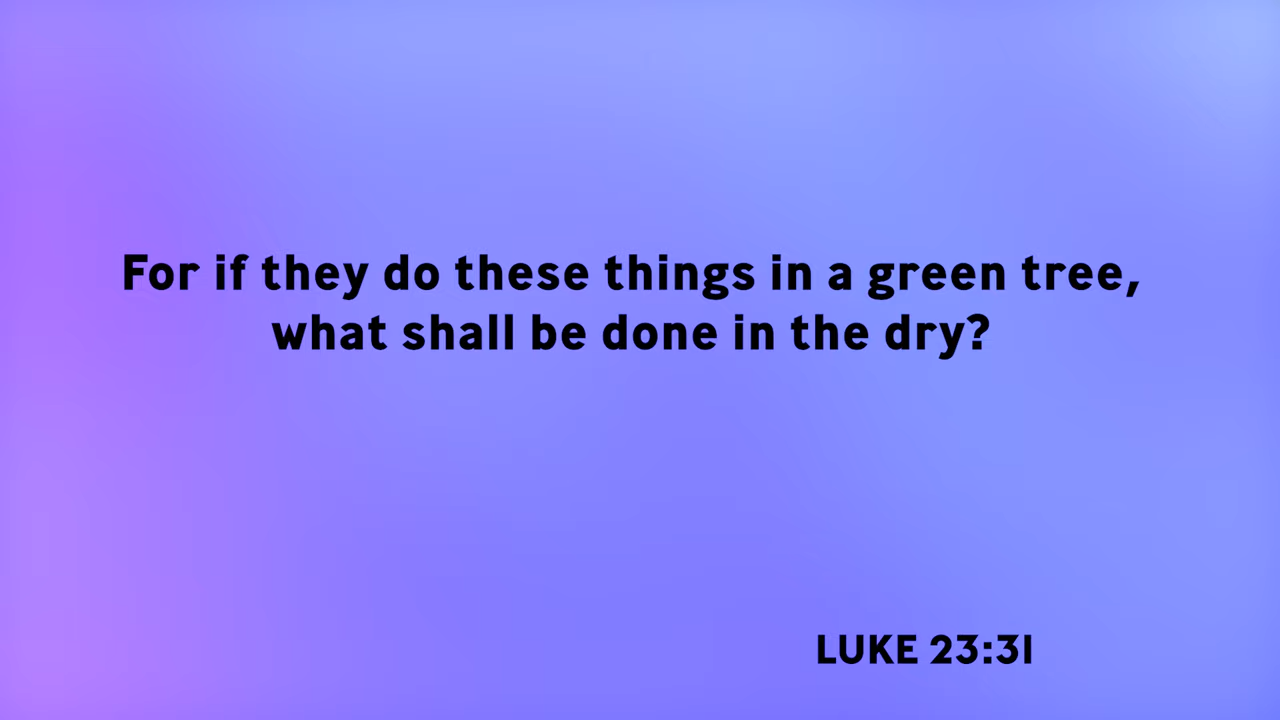 For if they do these things in a green tree,
what shall be done in the dry?
LUKE 23:31